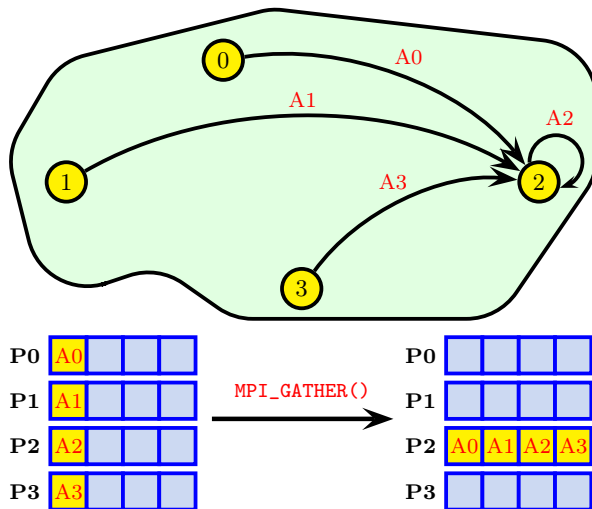 0
A0
A1
A2
1
A3
2
3
P0 A0 P0
MPI_GATHER()
P1 A1 P1
P2 A2 P2 A0 A1 A2 A3
P3 A3 P3